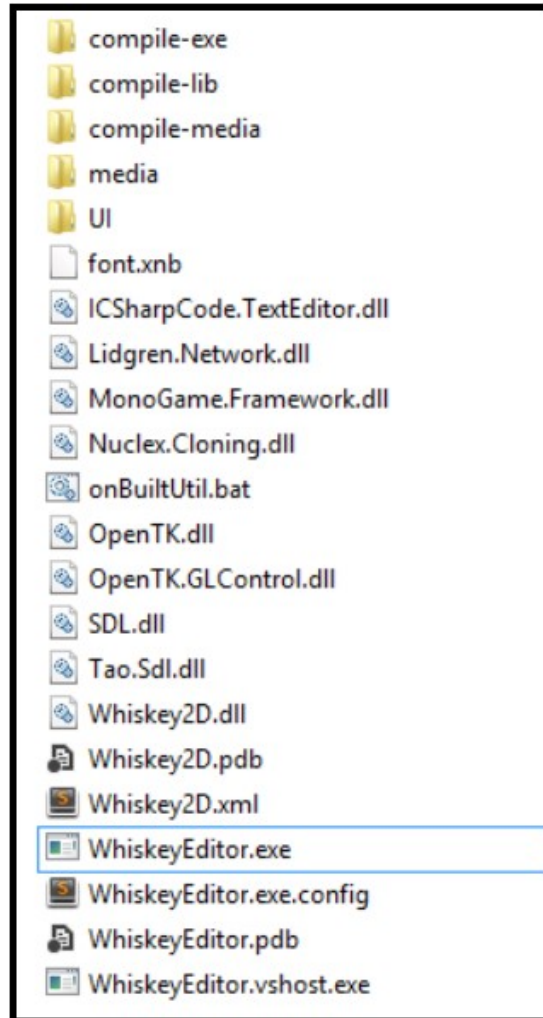 compile-exe
compile-lib
compile-media
media
UI
font.xnb
ICSharpCode.TextEditor.dll
Lidgren.Network.dll
MonoGame.Framework.dll
Nuclex.Cloning.dll
onBuiltUtil.bat
OpenTK.dll
OpenTK.GLControl.dll
SDL.dll
Tao.Sdl.dll
Whiskey2D.dll
Whiskey2D.pdb
Whiskey2D.xml
WhiskeyEditor.exe
WhiskeyEditor.exe.config
WhiskeyEditor.pdb
WhiskeyEditor.vshost.exe